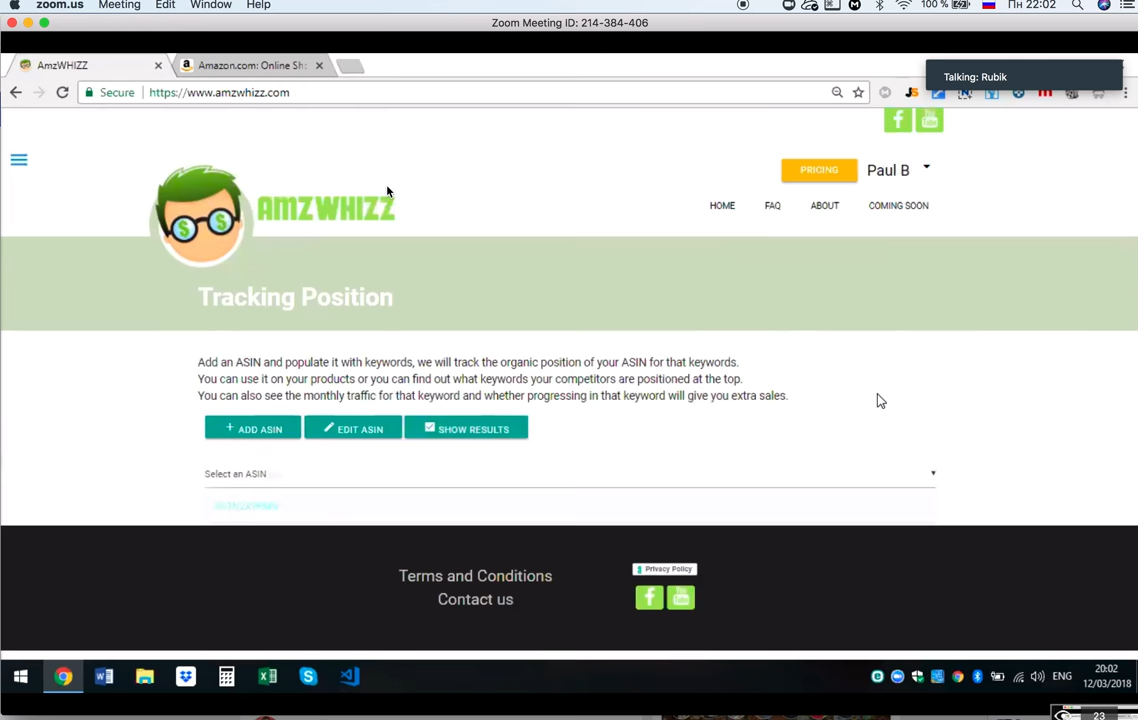 zoom.us Meeting Edit Window Help 100 % Пн 22:02
Zoom Meeting ID: 214-384-406
AmzWHIZZ Amazon.com: Online Sh
Talking: Rubik
Secure https://www.amzwhizz.com
PRICING Paul B
AMZWHIZZ
HOME FAQ ABOUT COMING SOON
Tracking Position
Add an ASIN and populate it with keywords, we will track the organic position of your ASIN for that keywords.
You can use it on your products or you can find out what keywords your competitors are positioned at the top.
You can also see the monthly traffic for that keyword and whether progressing in that keyword will give you extra sales.
+ ADD ASIN EDIT ASIN SHOW RESULTS
Select an ASIN
Terms and Conditions
Privacy Policy
Contact us
20:02
ENG
12/03/2018
23